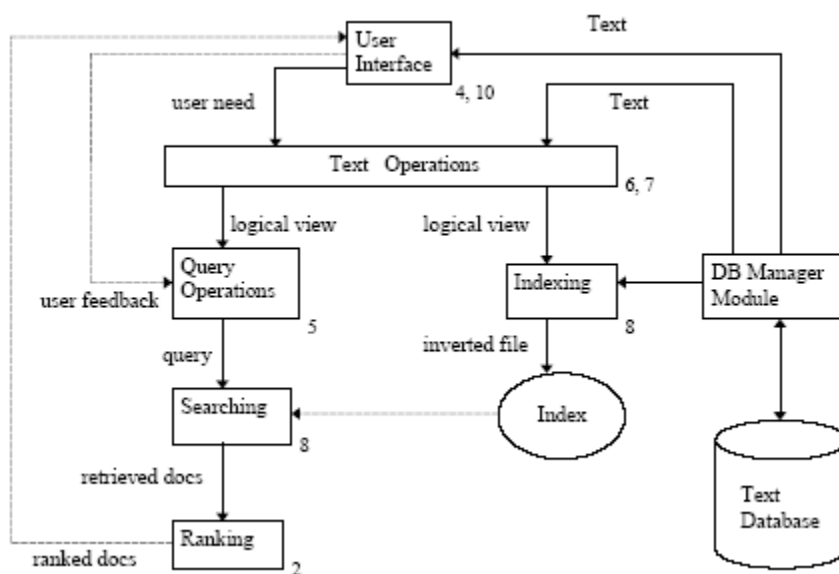 Text
User
Interface
4, 10
user need
Text
Text Operations
6, 7
logical view
logical view
Query
Operations
Indexing
DB Manager
Module
user feedback
5
8
query
inverted file
Searching
Index
8
retrieved docs
Text
Database
Ranking
ranked docs
2